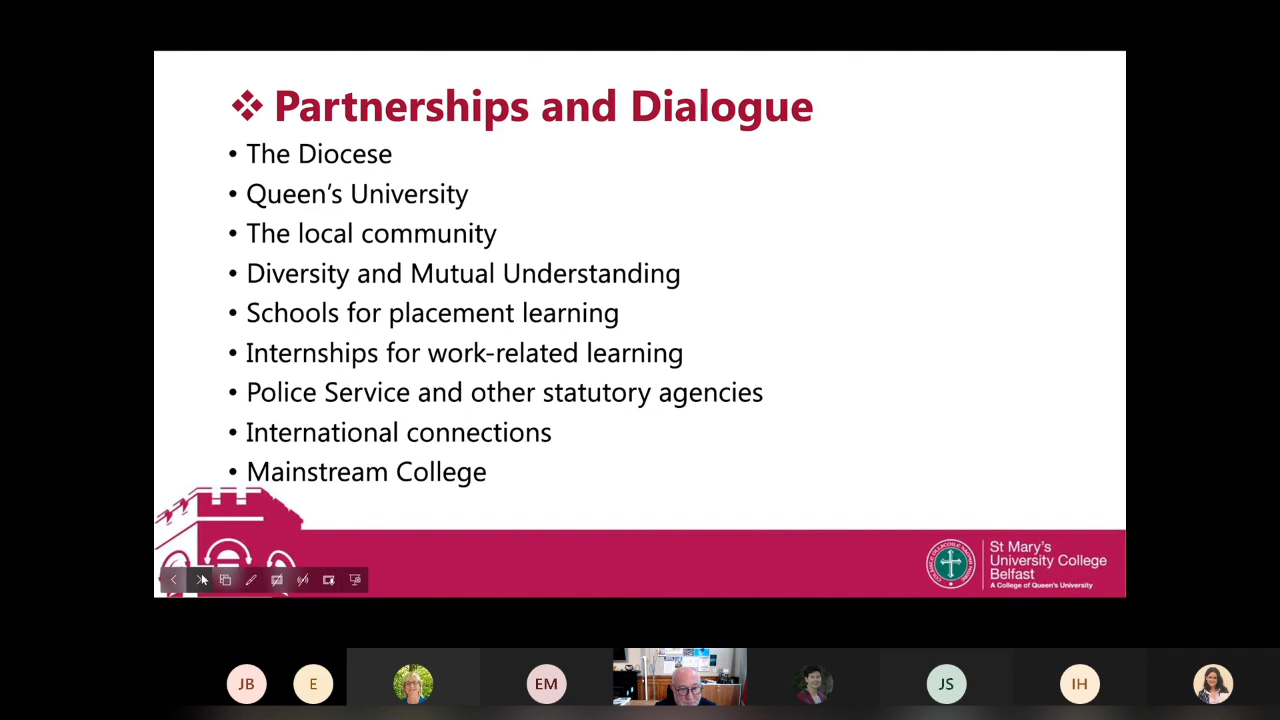 ❖ Partnerships and Dialogue
• The Diocese
• Queen's University
• The local community
• Diversity and Mutual Understanding
• Schools for placement learning
• Internships for work-related learning
• Police Service and other statutory agencies
• International connections
• Mainstream College
St Mary's
University College
Belfast
A College of Queen's University
JB
E
EM
JS
IH